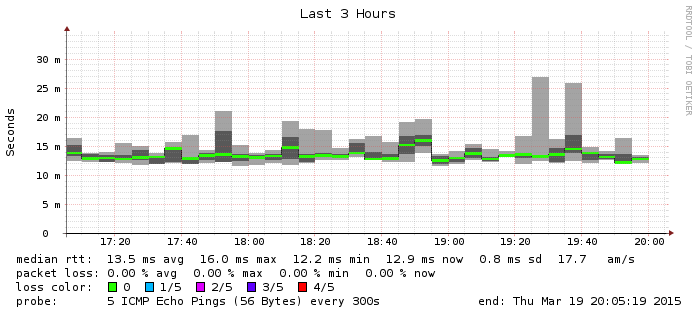 Last 3 Hours
RRDTOOL / TOBI OETIKER
Seconds
30 m
25 m
20 m
15 m
10 m
5 m
0
17:20 17:40 18:00 18:20 18:40 19:00 19:20 19:40 20:00
median rtt: 13.5 ms avg 16.0 ms max 12.2 ms min 12.9 ms now 0.8 ms sd 17.7 am/s
packet loss: 0.00 % avg 0.00 % max 0.00 % min 0.00 % now
loss color: 0 1/5 2/5 3/5 4/5
probe: 5 ICMP Echo Pings (56 Bytes) every 300s end: Thu Mar 19 20:05:19 2015